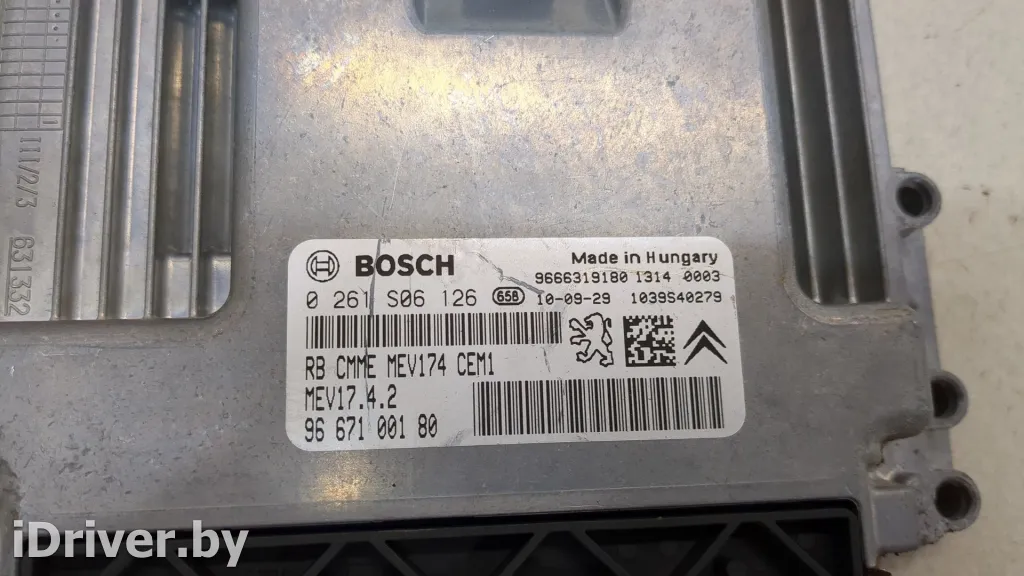 III/2/3 631332
BOSCH
Made in Hungary
9666319180 1314 0003
0 261 S06 126 658 10-09-29 1039S40279
RB CMME MEV174 CEM1
MEV17.4.2
96 671 001 80
iDriver.by